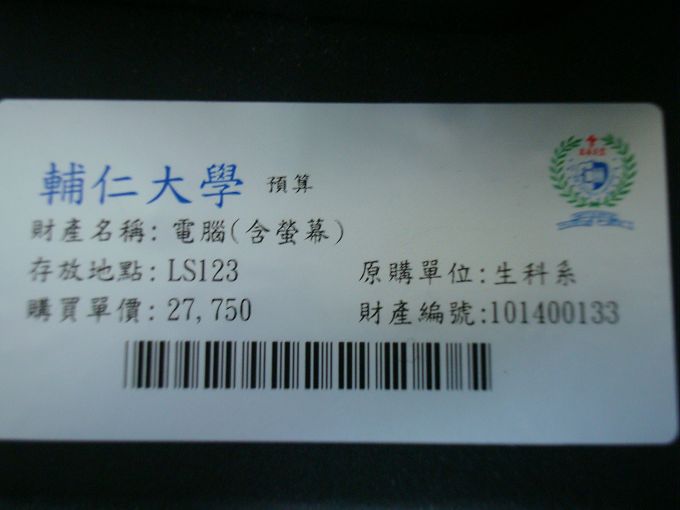 輔仁大學 預算
財產名稱: 電腦(含螢幕)
存放地點: LS123 原購單位:生科系
購買單價: 27,750 財產編號:101400133